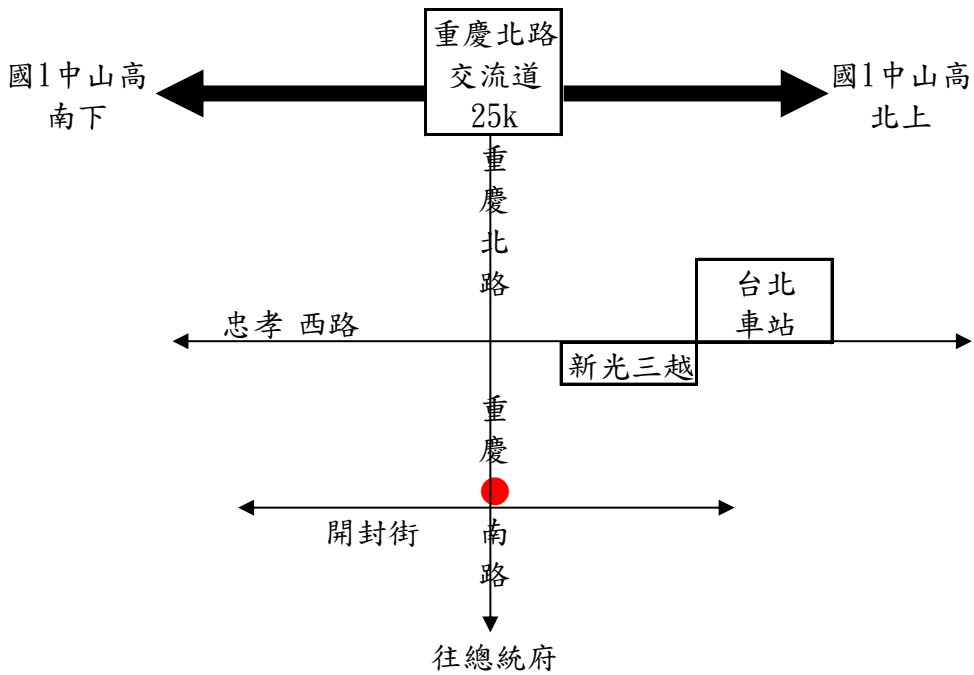 重慶北路
交流道
25k
國1中山高
南下
國1中山高
北上
重慶北路
台北
車站
忠孝 西路
新光三越
重慶南路
開封街
往總統府